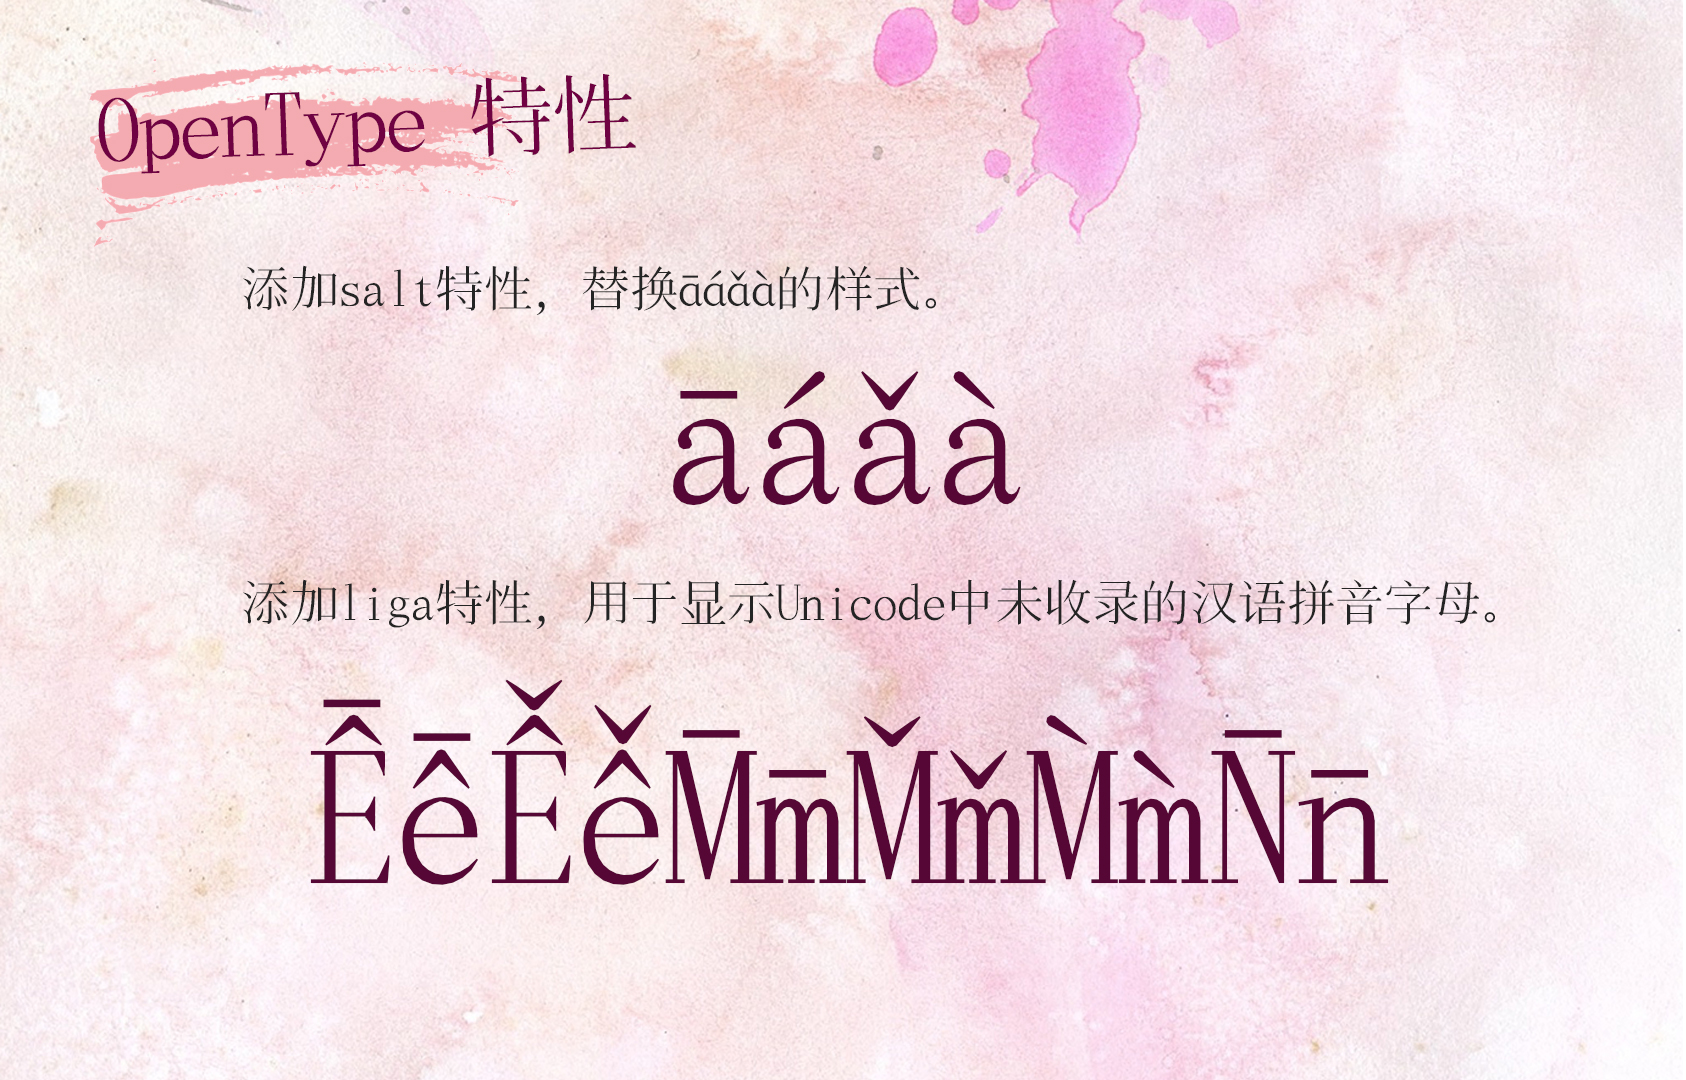 OpenType 特性
添加salt特性，替换āáǎà的样式。
āáǎà
添加liga特性，用于显示Unicode中未收录的汉语拼音字母。
Ê̄ê̄Ê̌ê̌M̄m̄M̌m̌M̀m̀N̄n̄